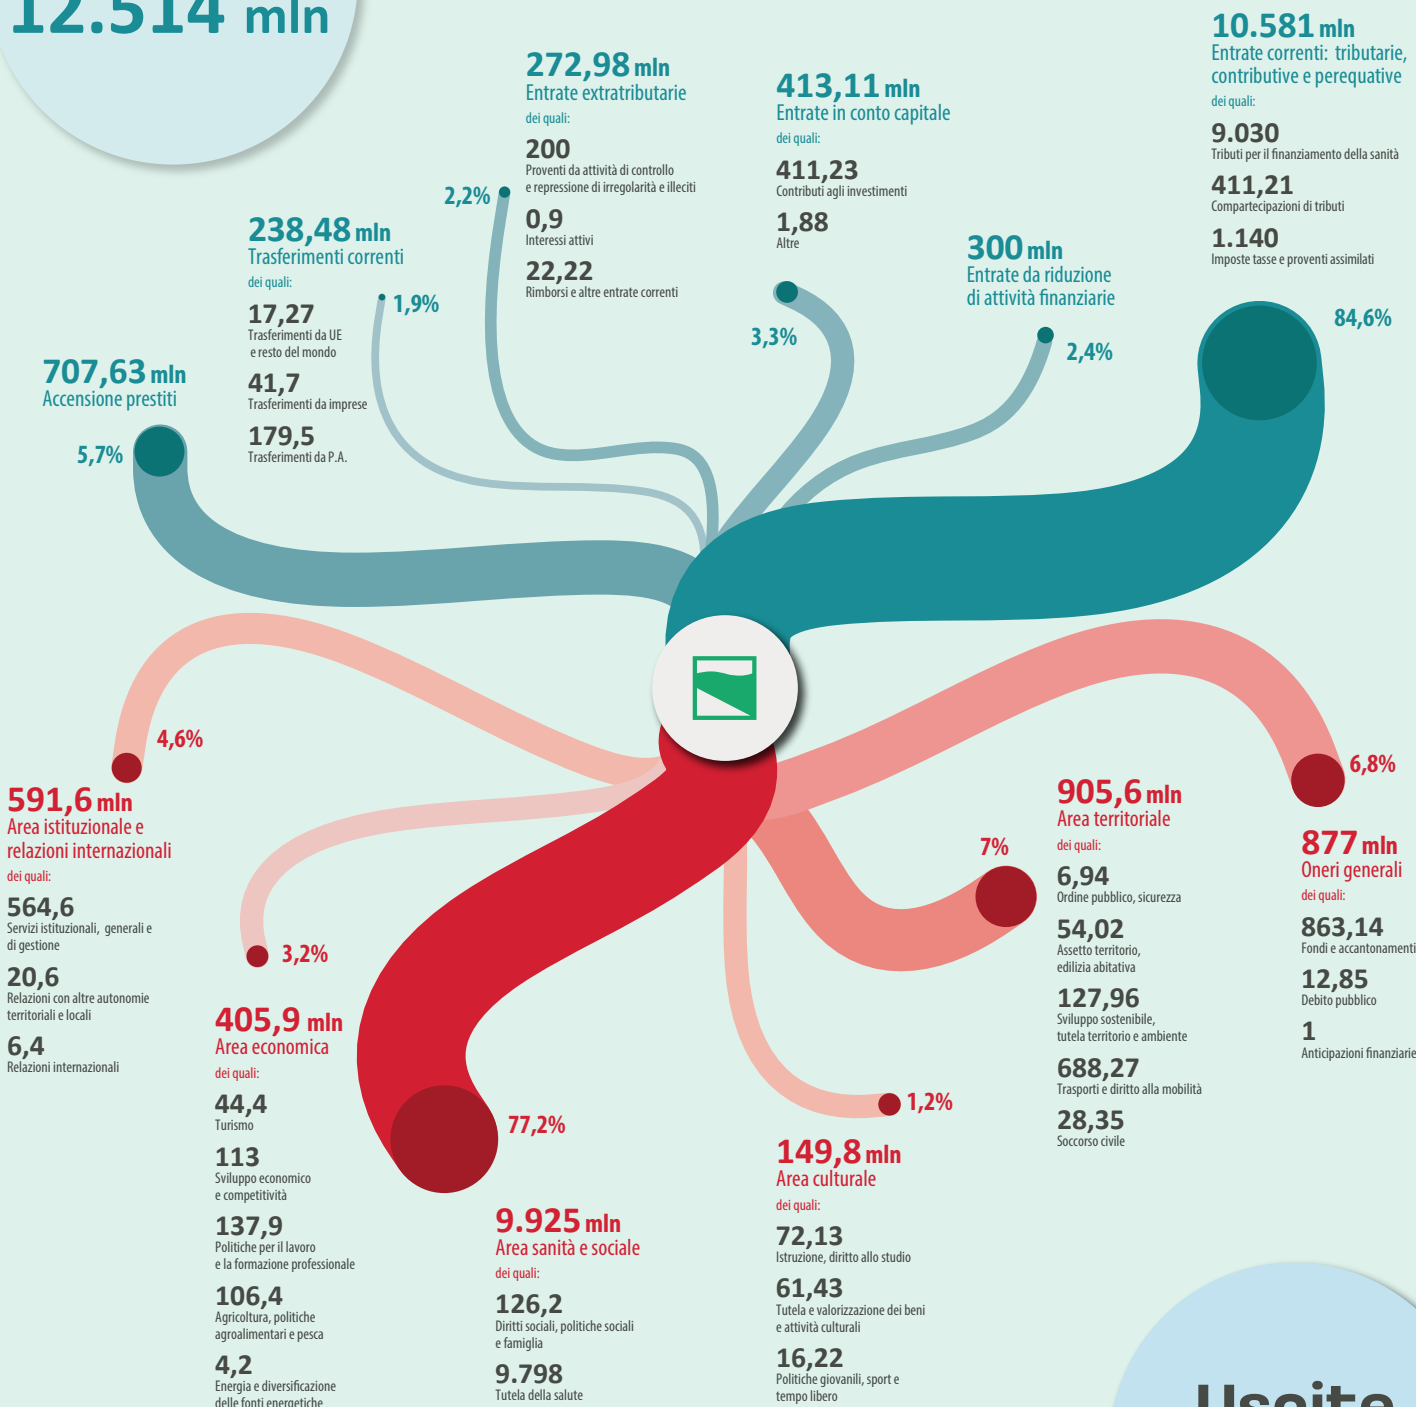 12.514 mln
10.581 mln
Entrate correnti: tributarie,
contributive e perequative
dei quali:
9.030
Tributi per il finanziamento della sanità
411,21
Compartecipazioni di tributi
1.140
Imposte tasse e proventi assimilati
84,6%
272,98 mln
Entrate extratributarie
dei quali:
200
Proventi da attività di controllo
e repressione di irregolarità e illeciti
0,9
Interessi attivi
22,22
Rimborsi e altre entrate correnti
2,2%
413,11 mln
Entrate in conto capitale
dei quali:
411,23
Contributi agli investimenti
1,88
Altre
3,3%
300 mln
Entrate da riduzione
di attività finanziarie
2,4%
238,48 mln
Trasferimenti correnti
dei quali:
17,27
Trasferimenti da UE
e resto del mondo
41,7
Trasferimenti da imprese
179,5
Trasferimenti da P.A.
1,9%
707,63 mln
Accensione prestiti
5,7%
4,6%
591,6 mln
Area istituzionale e
relazioni internazionali
dei quali:
564,6
Servizi istituzionali, generali e
di gestione
20,6
Relazioni con altre autonomie
territoriali e locali
6,4
Relazioni internazionali
3,2%
405,9 mln
Area economica
dei quali:
44,4
Turismo
113
Sviluppo economico
e competitività
137,9
Politiche per il lavoro
e la formazione professionale
106,4
Agricoltura, politiche
agroalimentari e pesca
4,2
Energia e diversificazione
delle fonti energetiche
77,2%
9.925 mln
Area sanità e sociale
dei quali:
126,2
Diritti sociali, politiche sociali
e famiglia
9.798
Tutela della salute
1,2%
149,8 mln
Area culturale
dei quali:
72,13
Istruzione, diritto allo studio
61,43
Tutela e valorizzazione dei beni
e attività culturali
16,22
Politiche giovanili, sport e
tempo libero
7%
905,6 mln
Area territoriale
dei quali:
6,94
Ordine pubblico, sicurezza
54,02
Assetto territorio,
edilizia abitativa
127,96
Sviluppo sostenibile,
tutela territorio e ambiente
688,27
Trasporti e diritto alla mobilità
28,35
Soccorso civile
6,8%
877 mln
Oneri generali
dei quali:
863,14
Fondi e accantonamenti
12,85
Debito pubblico
1
Anticipazioni finanziarie
Uscite